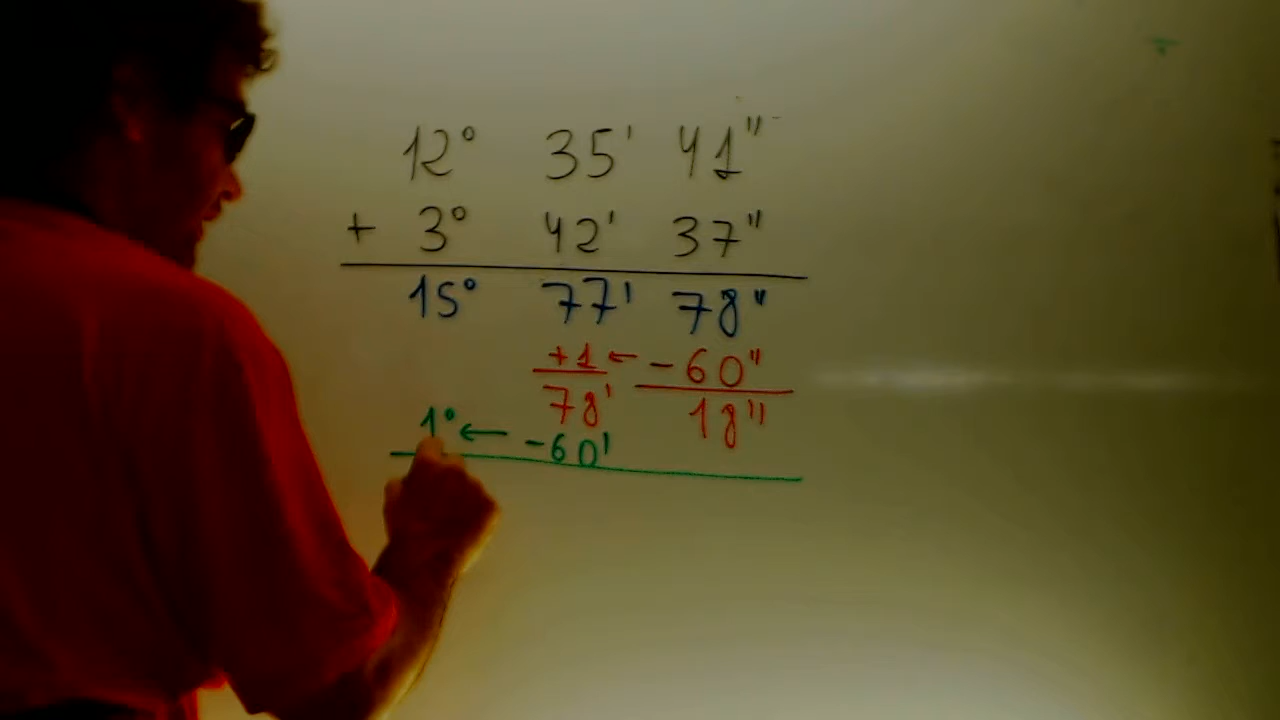 12° 35' 41"
+ 3° 42' 37"
15° 77' 78"
+1 ← -60"
78' 18"
1° ← -60'